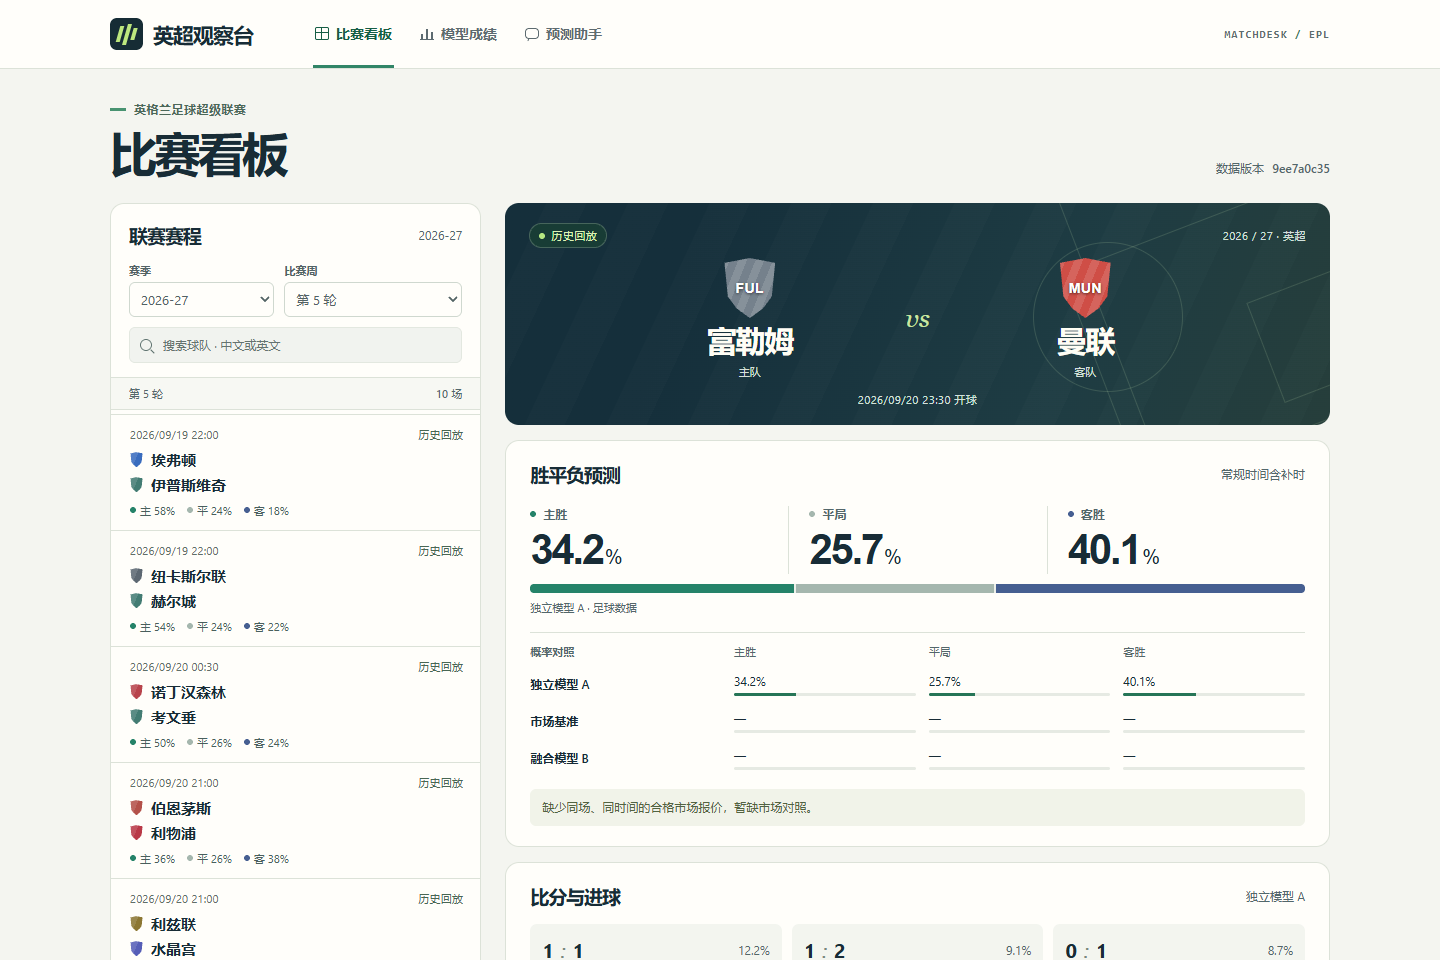 英超观察台
比赛看板
模型成绩
预测助手
MATCHDESK / EPL
英格兰足球超级联赛
比赛看板
数据版本 9ee7a0c35
联赛赛程
2026-27
赛季
比赛周
2026-27
第 5 轮
搜索球队 · 中文或英文
第 5 轮
10 场
2026/09/19 22:00
历史回放
埃弗顿
伊普斯维奇
主 58% 平 24% 客 18%
2026/09/19 22:00
历史回放
纽卡斯尔联
赫尔城
主 54% 平 24% 客 22%
2026/09/20 00:30
历史回放
诺丁汉森林
考文垂
主 50% 平 26% 客 24%
2026/09/20 21:00
历史回放
伯恩茅斯
利物浦
主 36% 平 26% 客 38%
2026/09/20 21:00
历史回放
利兹联
水晶宫
历史回放
2026 / 27 · 英超
FUL
MUN
富勒姆
vs
曼联
主队
客队
2026/09/20 23:30 开球
胜平负预测
常规时间含补时
主胜
平局
客胜
34.2%
25.7%
40.1%
独立模型 A · 足球数据
概率对照 主胜 平局 客胜
独立模型 A 34.2% 25.7% 40.1%
市场基准 — — —
融合模型 B — — —
缺少同场、同时间的合格市场报价，暂缺市场对照。
比分与进球
独立模型 A
1 : 1 12.2%
1 : 2 9.1%
0 : 1 8.7%